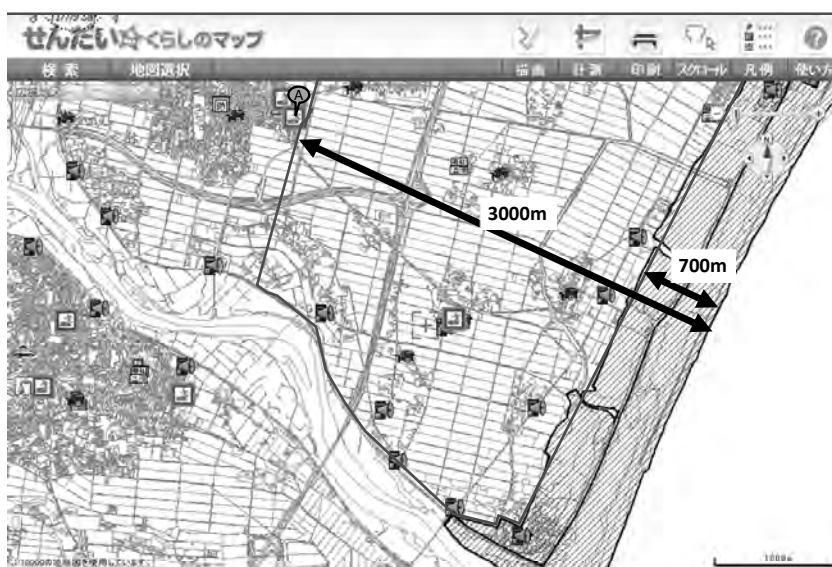 せんだい くらしのマップ
検索 地図選択 描画 計測 印刷 スクロール 凡例 使い方
A
3000m
700m
1000m